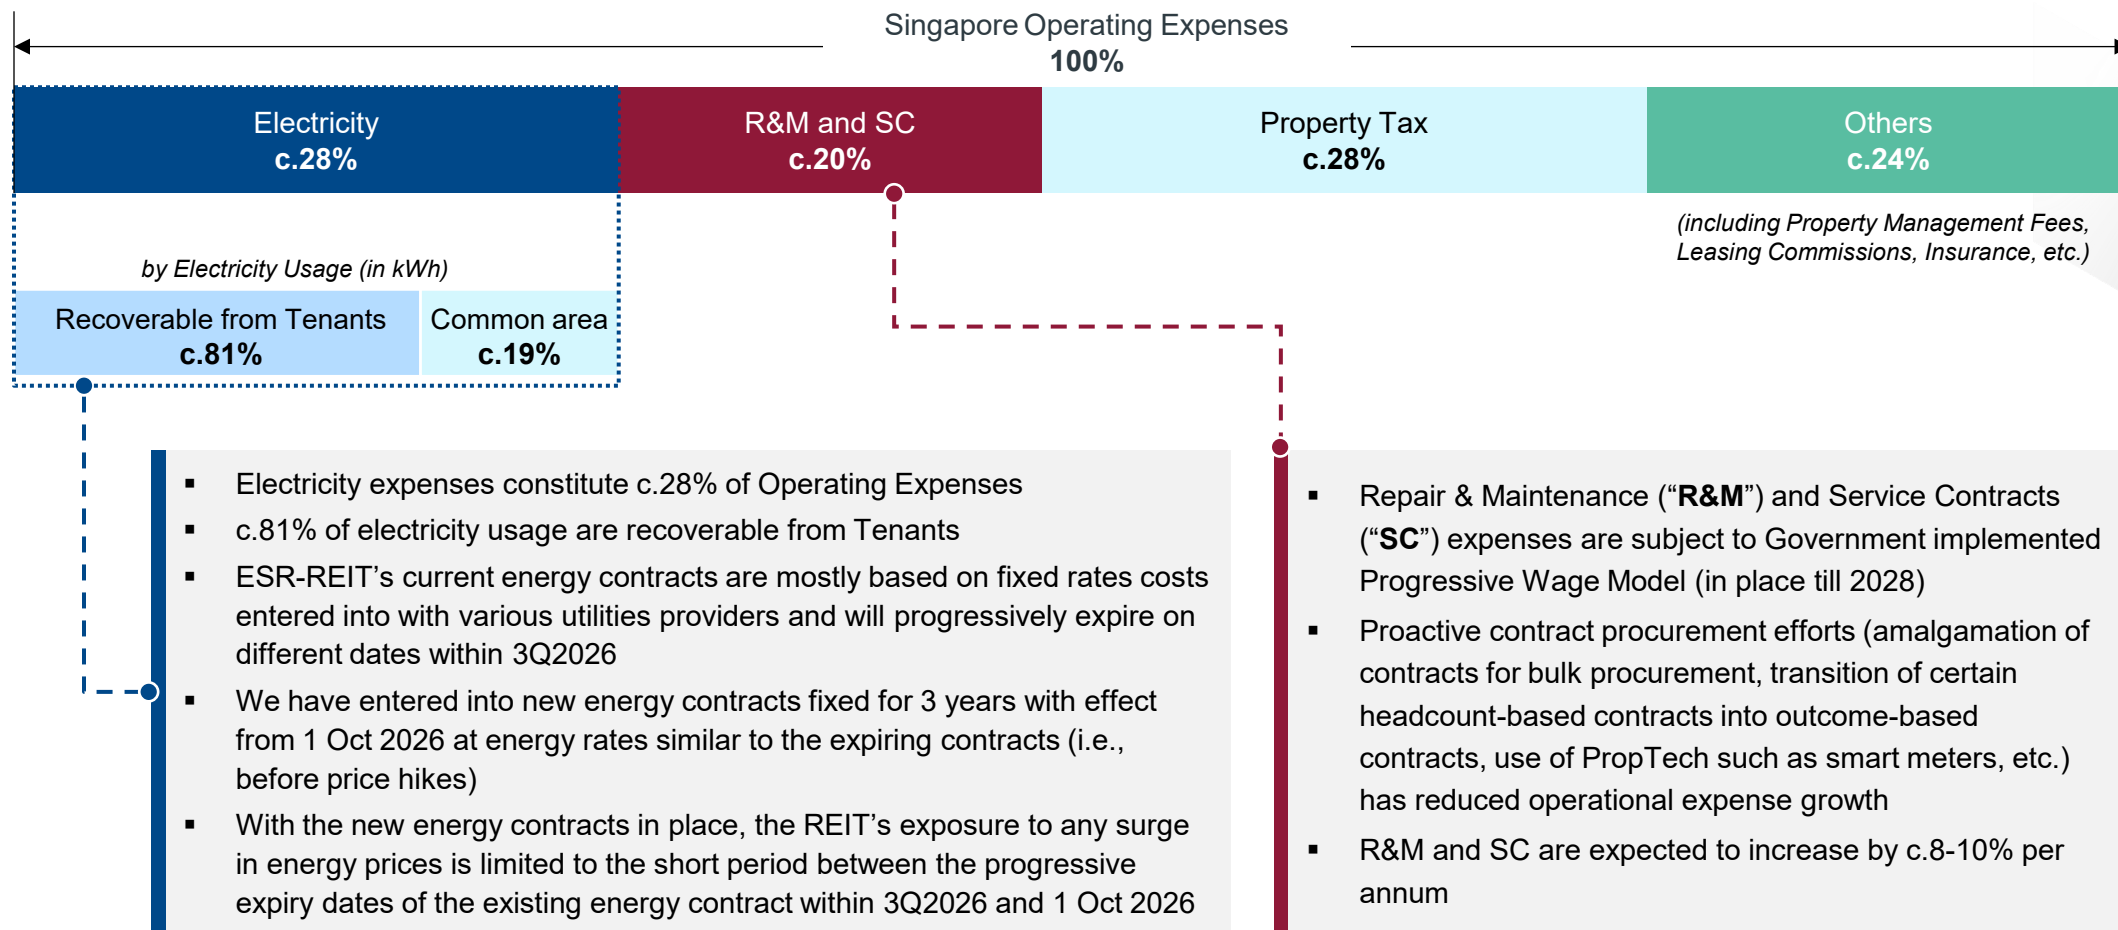 Singapore Operating Expenses
100%
Electricity
c.28%
R&M and SC
c.20%
Property Tax
c.28%
Others
c.24%
(including Property Management Fees,
Leasing Commissions, Insurance, etc.)
by Electricity Usage (in kWh)
Recoverable from Tenants
c.81%
Common area
c.19%
▪ Electricity expenses constitute c.28% of Operating Expenses
▪ c.81% of electricity usage are recoverable from Tenants
▪ ESR-REIT’s current energy contracts are mostly based on fixed rates costs
entered into with various utilities providers and will progressively expire on
different dates within 3Q2026
▪ We have entered into new energy contracts fixed for 3 years with effect
from 1 Oct 2026 at energy rates similar to the expiring contracts (i.e.,
before price hikes)
▪ With the new energy contracts in place, the REIT’s exposure to any surge
in energy prices is limited to the short period between the progressive
expiry dates of the existing energy contract within 3Q2026 and 1 Oct 2026
▪ Repair & Maintenance (“R&M”) and Service Contracts
(“SC”) expenses are subject to Government implemented
Progressive Wage Model (in place till 2028)
▪ Proactive contract procurement efforts (amalgamation of
contracts for bulk procurement, transition of certain
headcount-based contracts into outcome-based
contracts, use of PropTech such as smart meters, etc.)
has reduced operational expense growth
▪ R&M and SC are expected to increase by c.8-10% per
annum